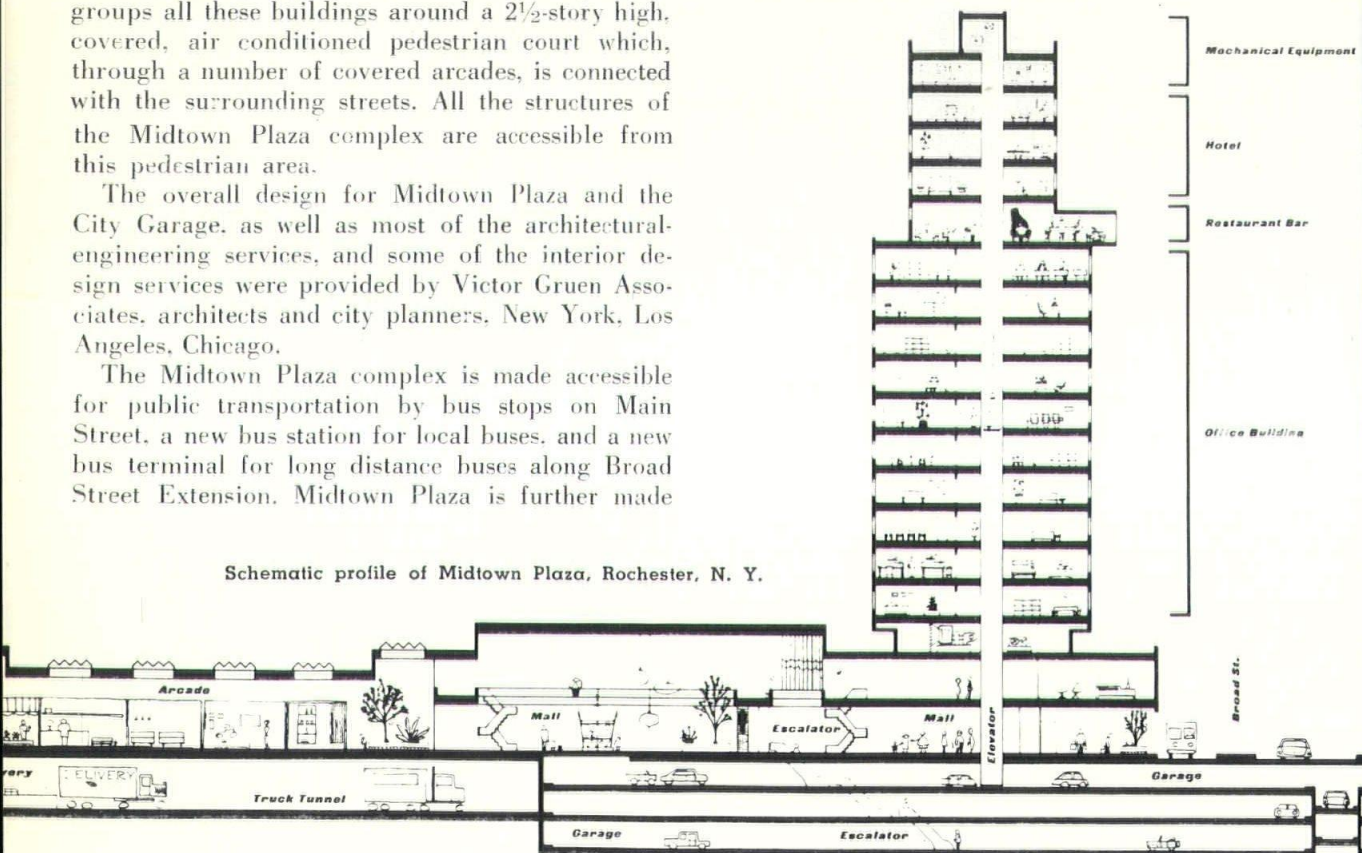 groups all these buildings around a 2½-story high,
covered, air conditioned pedestrian court which,
through a number of covered arcades, is connected
with the surrounding streets. All the structures of
the Midtown Plaza complex are accessible from
this pedestrian area.
The overall design for Midtown Plaza and the
City Garage, as well as most of the architectural-
engineering services, and some of the interior de-
sign services were provided by Victor Gruen Asso-
ciates, architects and city planners, New York, Los
Angeles, Chicago.
The Midtown Plaza complex is made accessible
for public transportation by bus stops on Main
Street, a new bus station for local buses, and a new
bus terminal for long distance buses along Broad
Street Extension. Midtown Plaza is further made
Schematic profile of Midtown Plaza, Rochester, N. Y.
Mechanical Equipment
Hotel
Restaurant Bar
Office Building
Broad St.
Arcade
Mall
Escalator
Mall
Elevator
Garage
very
DELIVERY
Truck Tunnel
Garage
Escalator